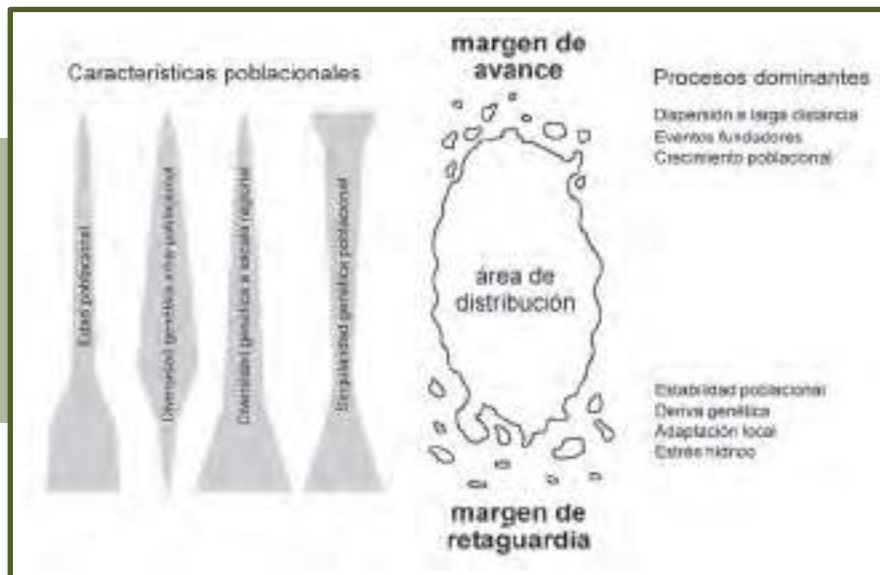 margen de
avance
Características poblacionales
Procesos dominantes
Dispersión a larga distáncia
Eventos fundadores
Crecimiento poblacional
Edad poblacional
Diversidad genética intra-poblacional
Diversidad genética a escala regional
Singularidad genética poblacional
área de
distribución
Estabilidad poblacional
Deriva genética
Adaptación local
Estrés hídrico
margen de
retaguardia